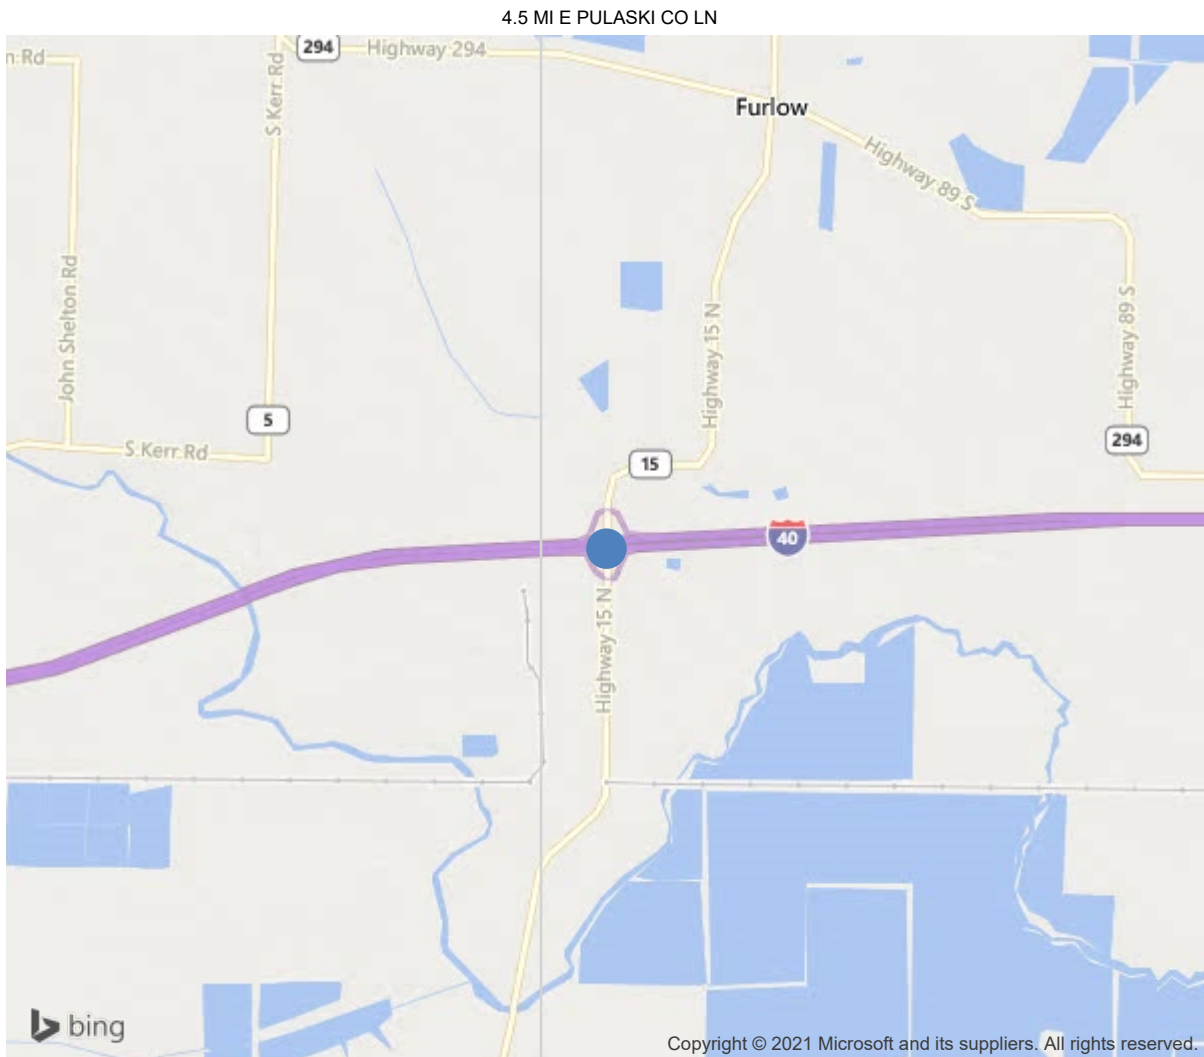 4.5 MI E PULASKI CO LN
n Rd
294
Highway 294
S Kerr Rd
Furlow
Highway 89 S
John Shelton Rd
Highway 15 N
Highway 89 S
5
S Kerr Rd
15
294
40
Highway 15 N
bing
Copyright © 2021 Microsoft and its suppliers. All rights reserved.